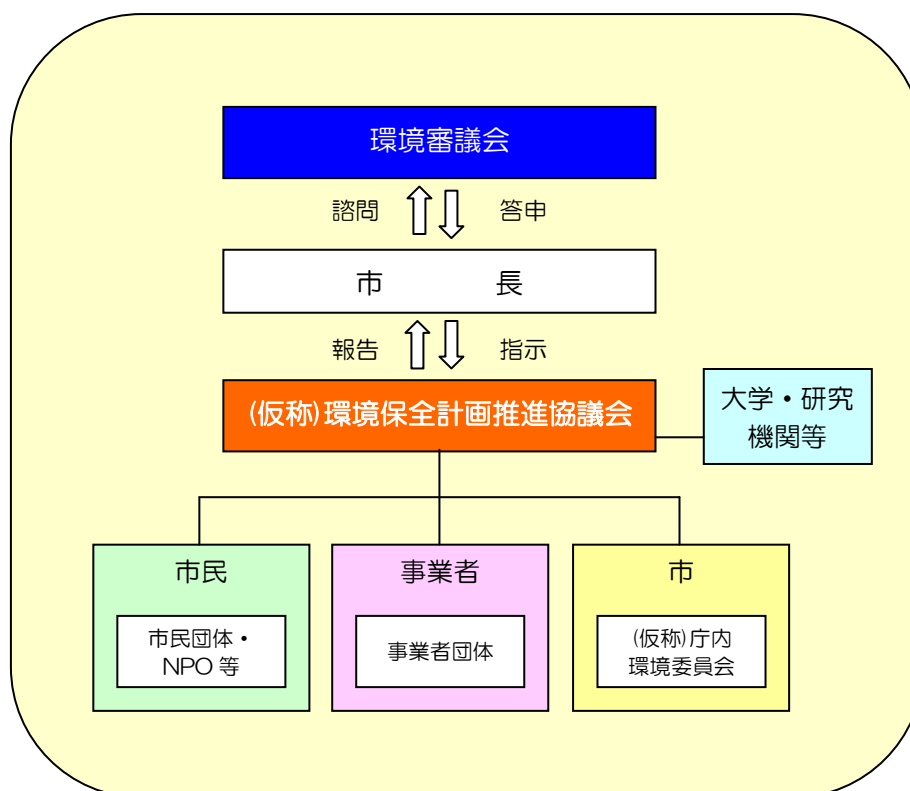 環境審議会
諮問 答申
市 長
報告 指示
(仮称)環境保全計画推進協議会
大学・研究
機関等
市民
市民団体・
NPO 等
事業者
事業者団体
市
(仮称)庁内
環境委員会